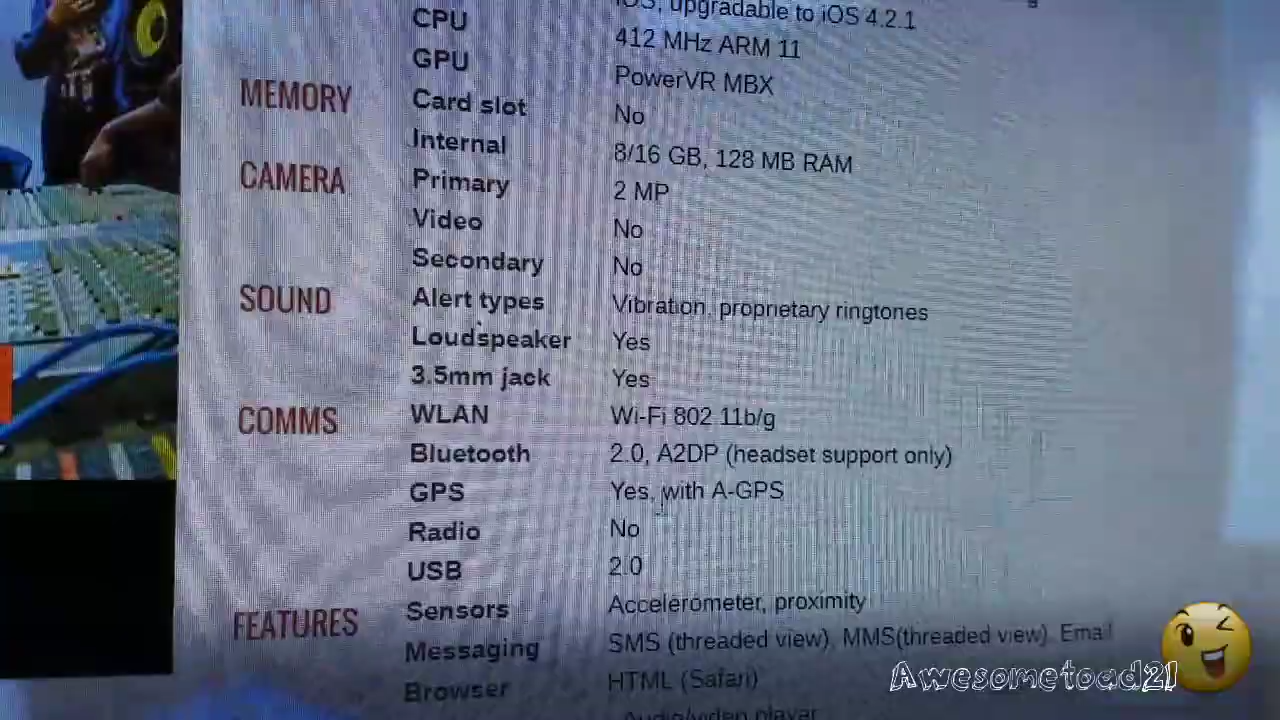 iOS, upgradable to iOS 4.2.1
CPU 412 MHz ARM 11
GPU PowerVR MBX
MEMORY Card slot No
Internal 8/16 GB, 128 MB RAM
CAMERA Primary 2 MP
Video No
Secondary No
SOUND Alert types Vibration, proprietary ringtones
Loudspeaker Yes
3.5mm jack Yes
COMMS WLAN Wi-Fi 802.11b/g
Bluetooth 2.0, A2DP (headset support only)
GPS Yes, with A-GPS
Radio No
USB 2.0
FEATURES Sensors Accelerometer, proximity
Messaging SMS (threaded view), MMS(threaded view), Email
Browser HTML (Safari)
Audio/video player
Awesometoad21